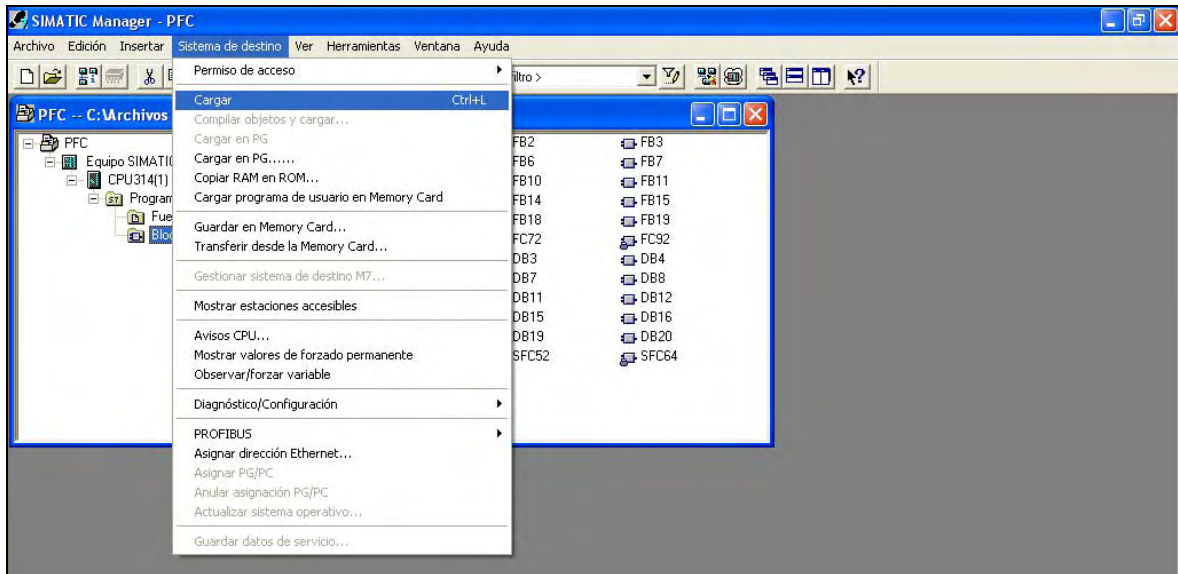 SIMATIC Manager - PFC
Archivo Edición Insertar Sistema de destino Ver Herramientas Ventana Ayuda
Permiso de acceso
Cargar Ctrl+L
Compilar objetos y cargar...
Cargar en PG
Cargar en PG......
Copiar RAM en ROM...
Cargar programa de usuario en Memory Card
Guardar en Memory Card...
Transferir desde la Memory Card...
Gestionar sistema de destino M7...
Mostrar estaciones accesibles
Avisos CPU...
Mostrar valores de forzado permanente
Observar/forzar variable
Diagnóstico/Configuración
PROFIBUS
Asignar dirección Ethernet...
Asignar PG/PC
Anular asignación PG/PC
Actualizar sistema operativo...
Guardar datos de servicio...
iltro >
PFC -- C:\Archivos
PFC
Equipo SIMATI
CPU314(1)
Program
Fue
Bloq
FB2 FB3
FB6 FB7
FB10 FB11
FB14 FB15
FB18 FB19
FC72 FC92
DB3 DB4
DB7 DB8
DB11 DB12
DB15 DB16
DB19 DB20
SFC52 SFC64